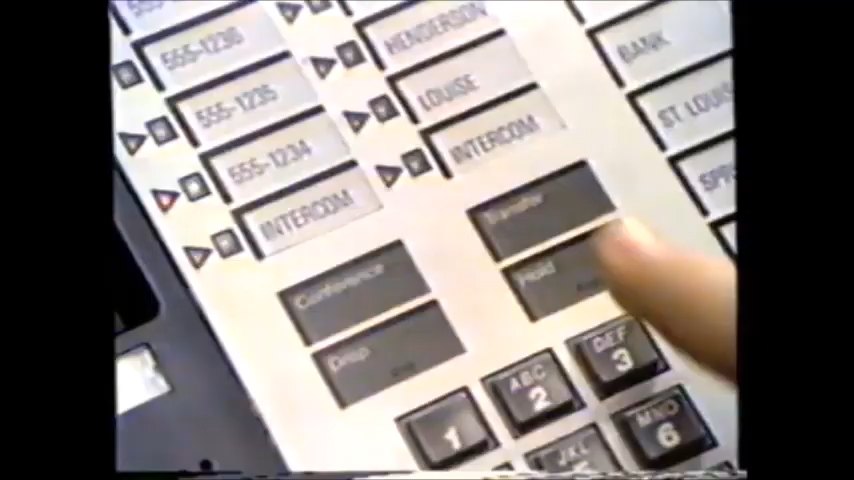 555-1236
555-1235
555-1234
INTERCOM
HENDERSON
LOUISE
INTERCOM
BANK
ST LOUIS
Transfer
Hold
Conference
Drop
1
ABC
2
DEF
3
JKL
MNO
6